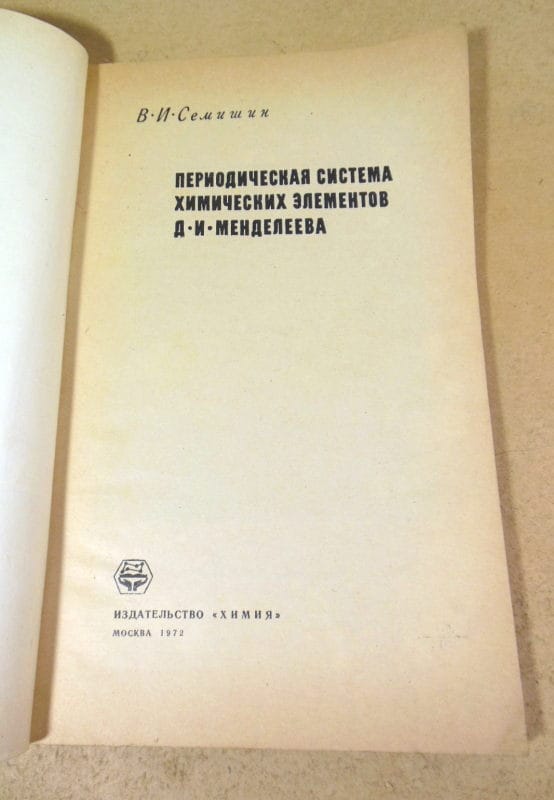 В·И·Семишин
ПЕРИОДИЧЕСКАЯ СИСТЕМА
ХИМИЧЕСКИХ ЭЛЕМЕНТОВ
Д·И·МЕНДЕЛЕЕВА
ИЗДАТЕЛЬСТВО «ХИМИЯ»
МОСКВА 1972